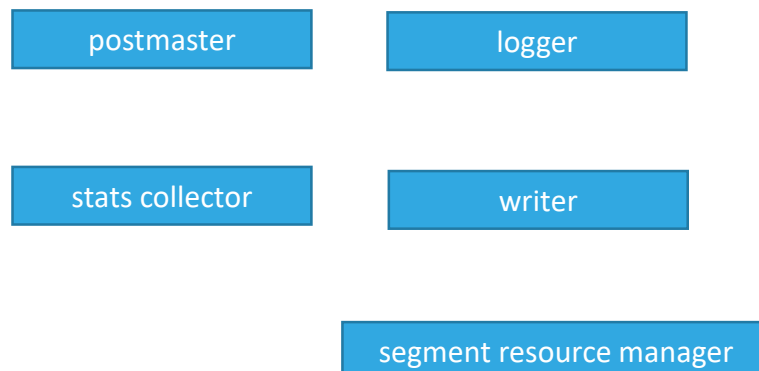 postmaster
logger
stats collector
writer
segment resource manager